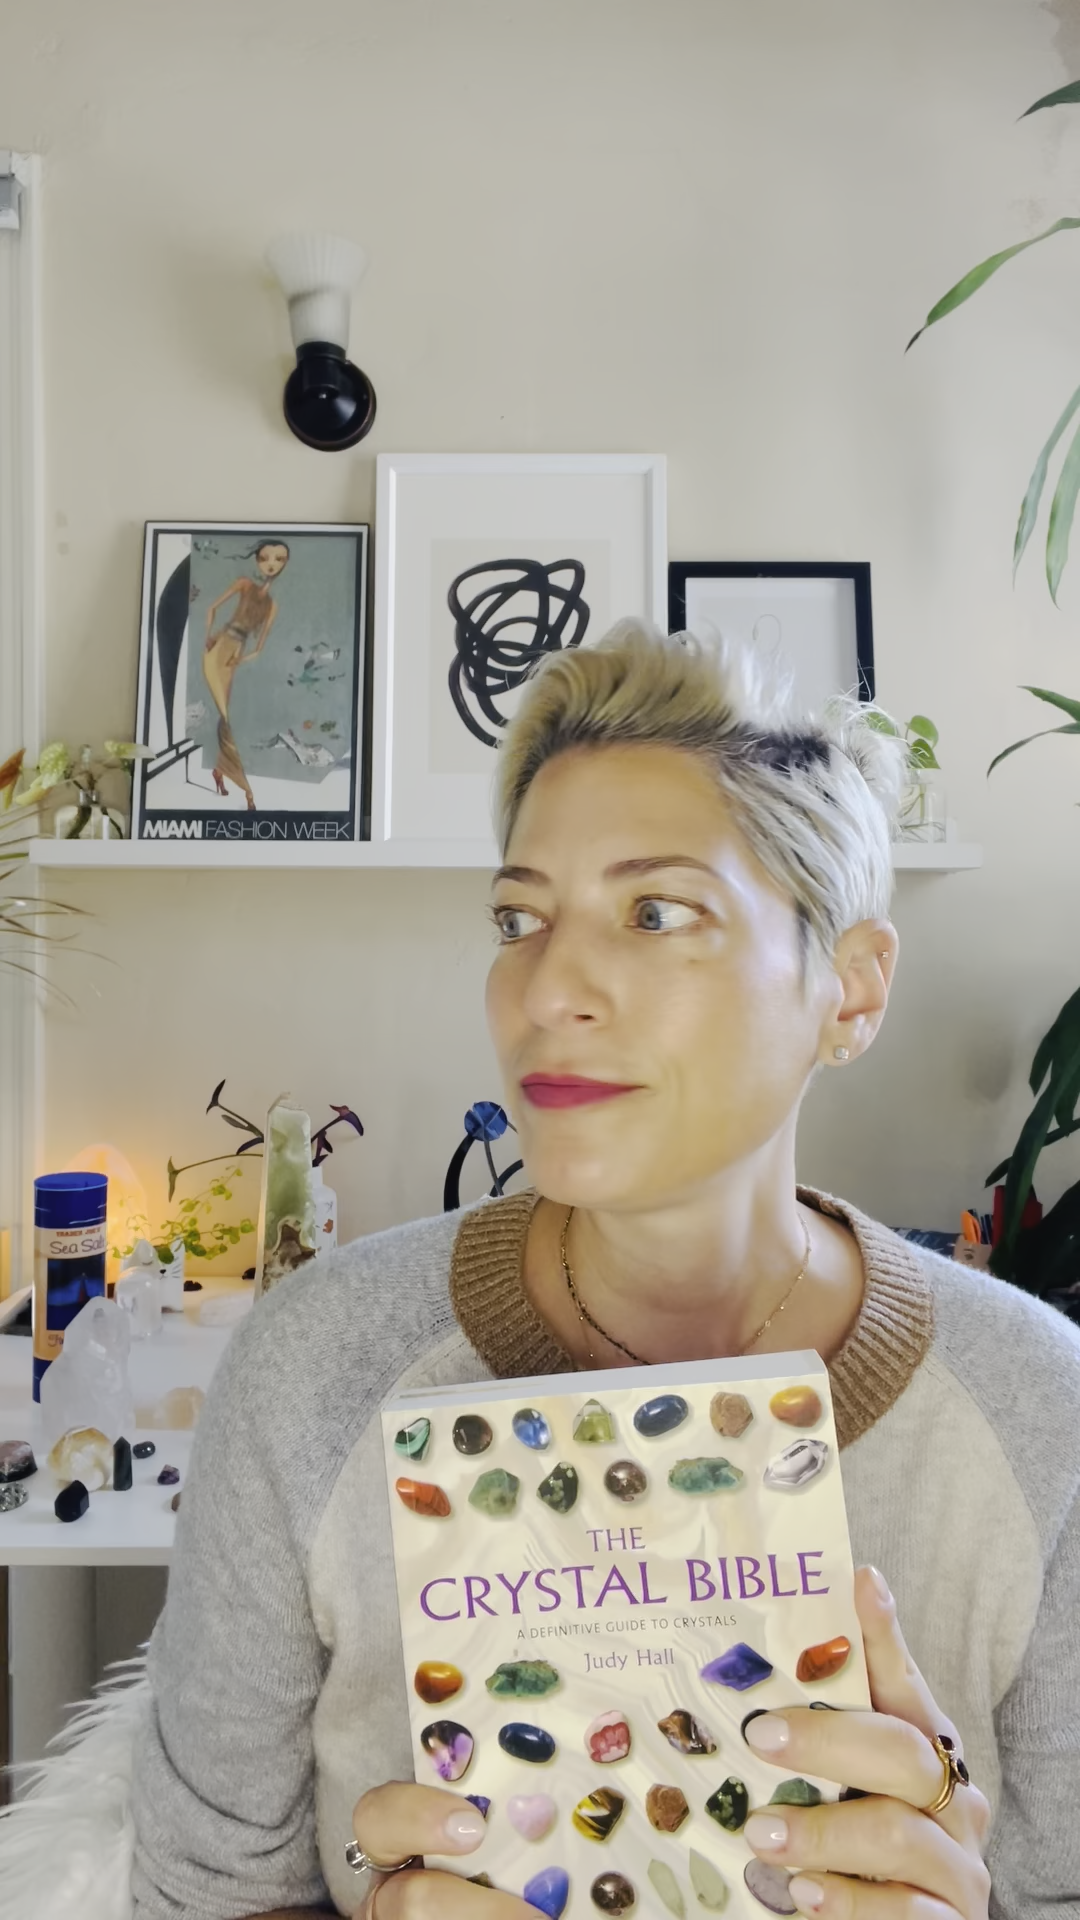 MIAMI FASHION WEEK
TRADER JOE'S
Sea Salt
THE
CRYSTAL BIBLE
A DEFINITIVE GUIDE TO CRYSTALS
Judy Hall